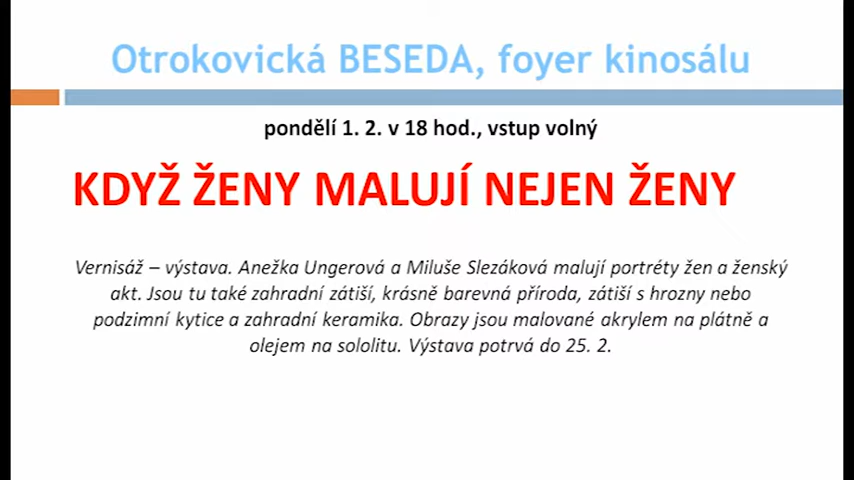 Otrokovická BESEDA, foyer kinosálu
pondělí 1. 2. v 18 hod., vstup volný
KDYŽ ŽENY MALUJÍ NEJEN ŽENY
Vernisáž – výstava. Anežka Ungerová a Miluše Slezáková malují portréty žen a ženský
akt. Jsou tu také zahradní zátiší, krásně barevná příroda, zátiší s hrozny nebo
podzimní kytice a zahradní keramika. Obrazy jsou malované akrylem na plátně a
olejem na sololitu. Výstava potrvá do 25. 2.